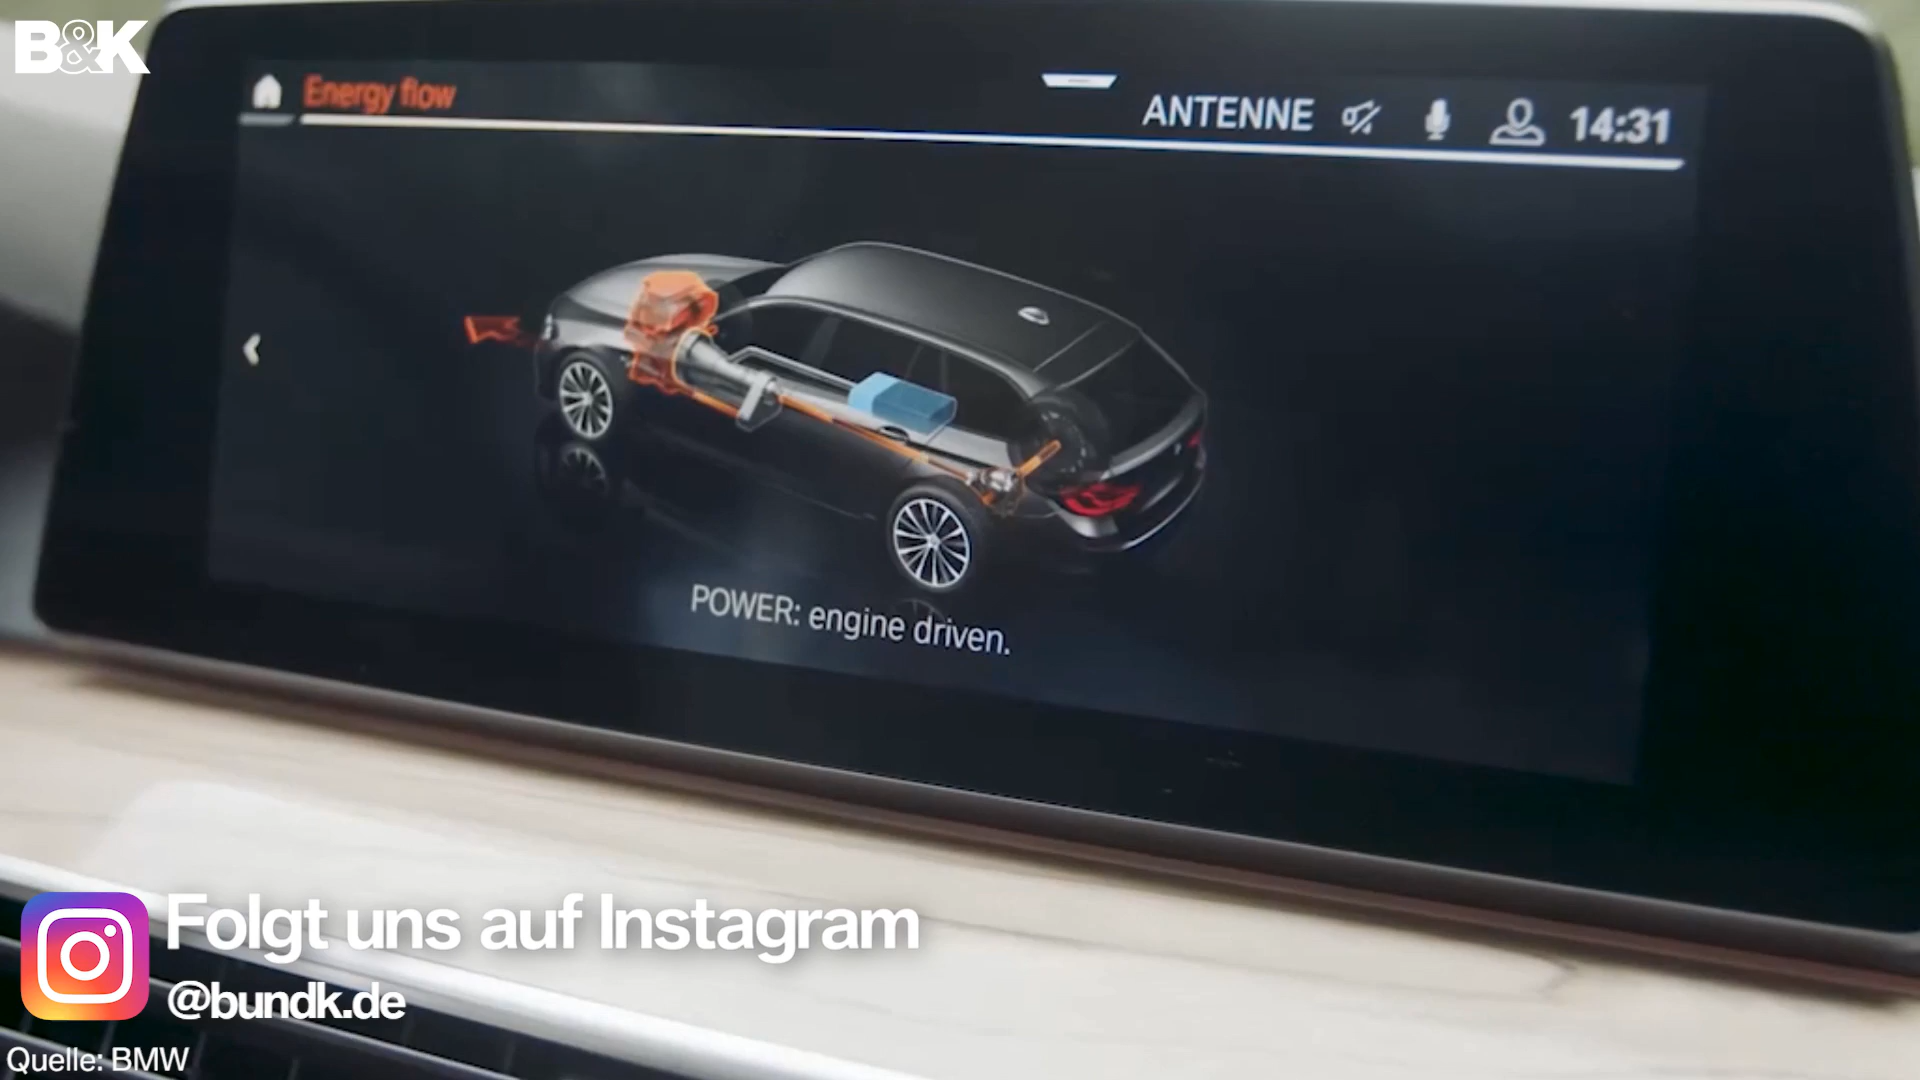 B&K
Energy flow
ANTENNE 14:31
POWER: engine driven.
Folgt uns auf Instagram
@bundk.de
Quelle: BMW